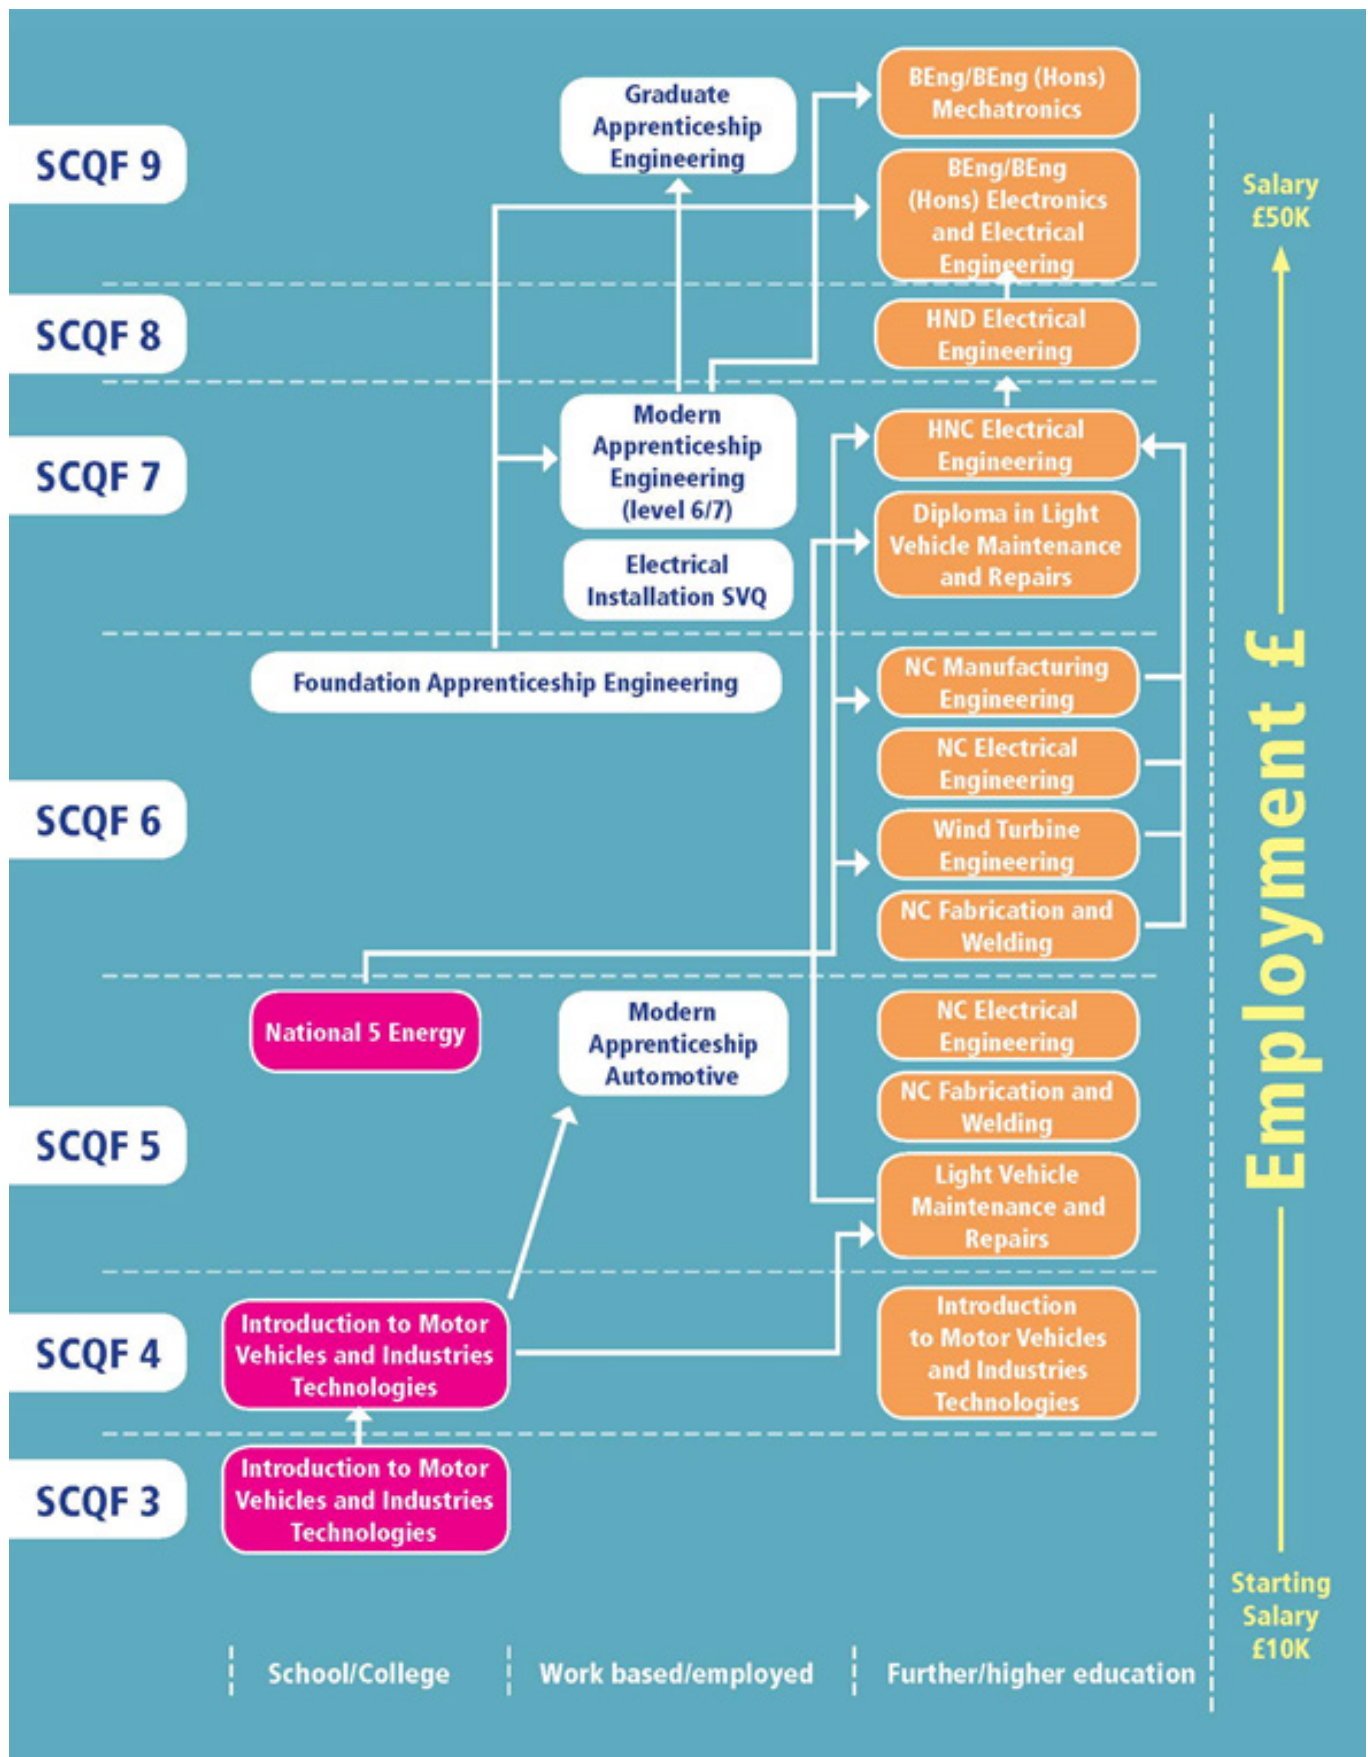 BEng/BEng (Hons)
Mechatronics
Graduate
Apprenticeship
Engineering
SCQF 9
BEng/BEng
(Hons) Electronics
and Electrical
Engineering
Salary
£50K
SCQF 8
HND Electrical
Engineering
SCQF 7
Modern
Apprenticeship
Engineering
(level 6/7)
HNC Electrical
Engineering
Electrical
Installation SVQ
Diploma in Light
Vehicle Maintenance
and Repairs
Employment £
Foundation Apprenticeship Engineering
NC Manufacturing
Engineering
NC Electrical
Engineering
SCQF 6
Wind Turbine
Engineering
NC Fabrication and
Welding
National 5 Energy
Modern
Apprenticeship
Automotive
NC Electrical
Engineering
NC Fabrication and
Welding
SCQF 5
Light Vehicle
Maintenance and
Repairs
SCQF 4
Introduction to Motor
Vehicles and Industries
Technologies
Introduction
to Motor Vehicles
and Industries
Technologies
SCQF 3
Introduction to Motor
Vehicles and Industries
Technologies
Starting
Salary
£10K
School/College
Work based/employed
Further/higher education